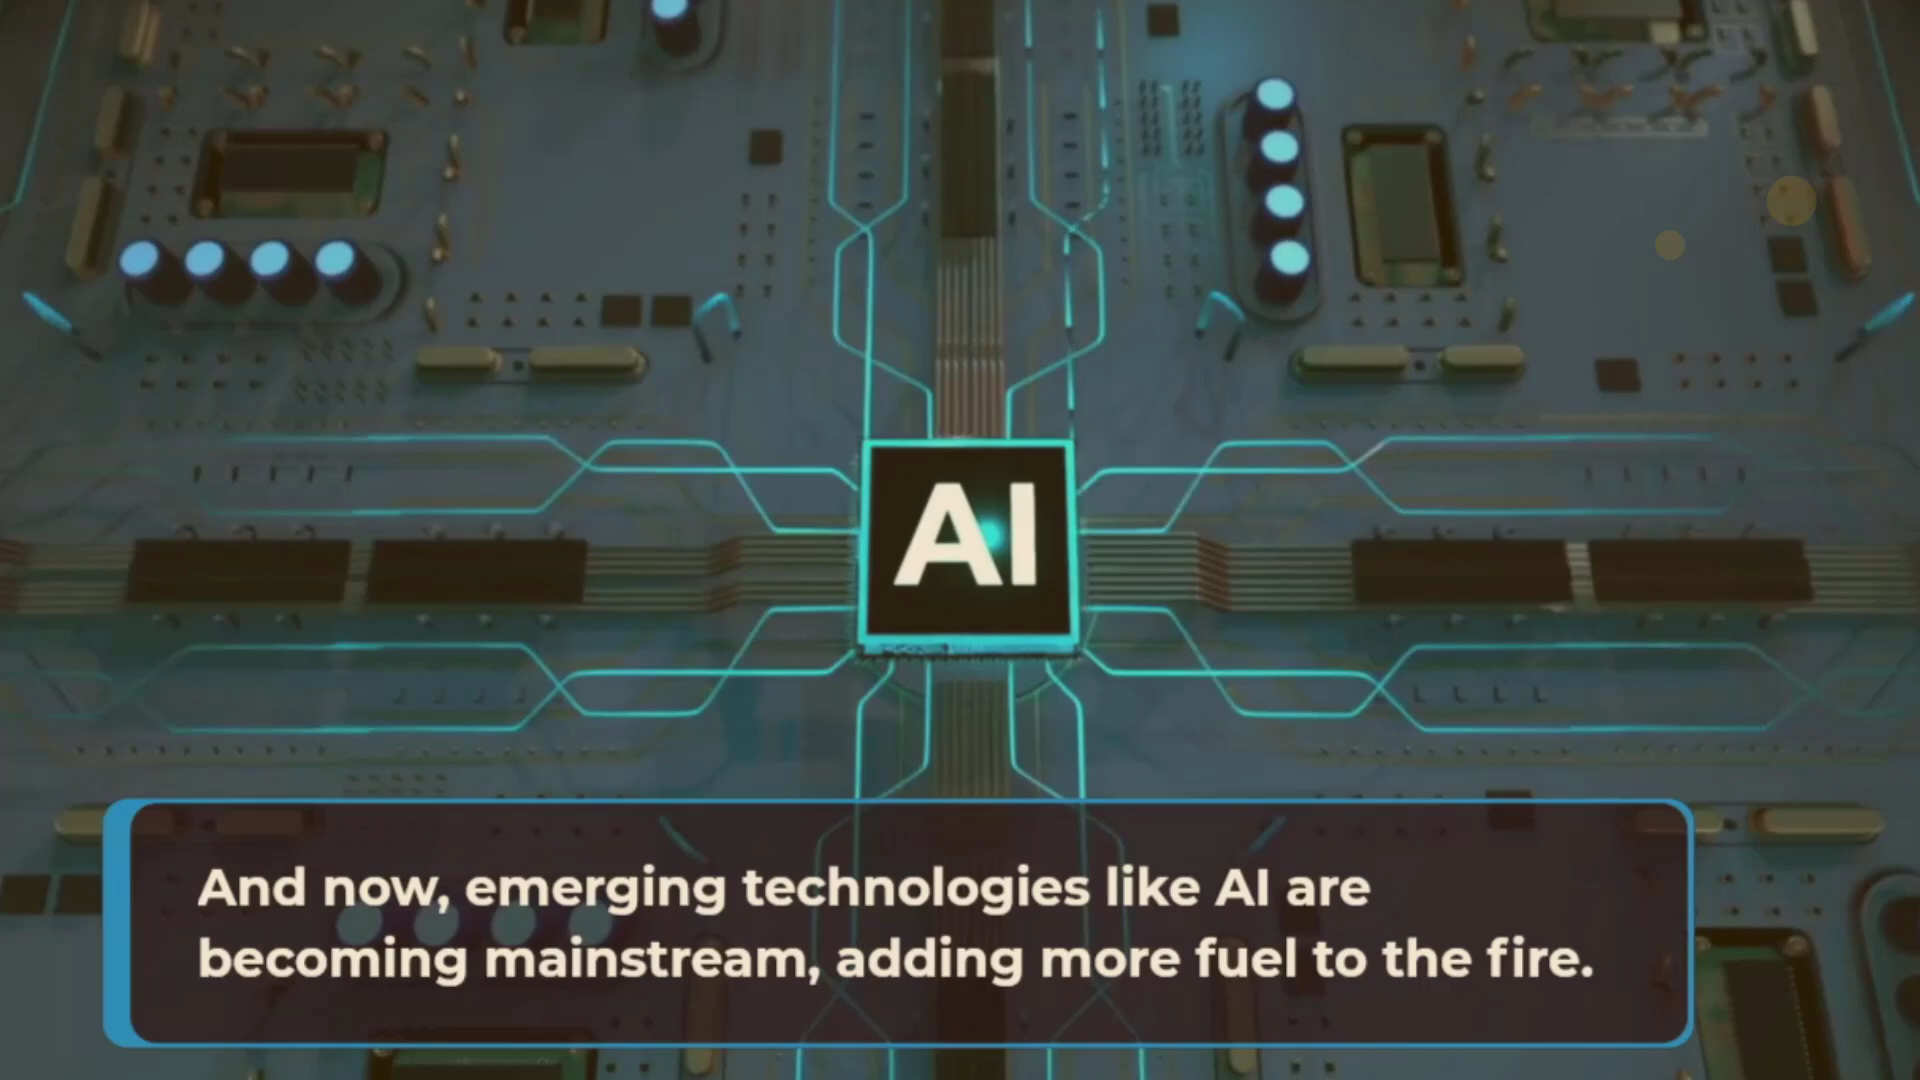 AI
And now, emerging technologies like AI are
becoming mainstream, adding more fuel to the fire.